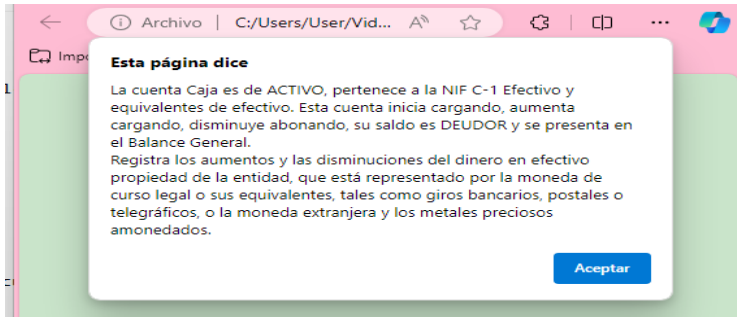 Archivo | C:/Users/User/Vid...
Impo
Esta página dice
La cuenta Caja es de ACTIVO, pertenece a la NIF C-1 Efectivo y
equivalentes de efectivo. Esta cuenta inicia cargando, aumenta
cargando, disminuye abonando, su saldo es DEUDOR y se presenta en
el Balance General.
Registra los aumentos y las disminuciones del dinero en efectivo
propiedad de la entidad, que está representado por la moneda de
curso legal o sus equivalentes, tales como giros bancarios, postales o
telegráficos, o la moneda extranjera y los metales preciosos
amonedados.
Aceptar